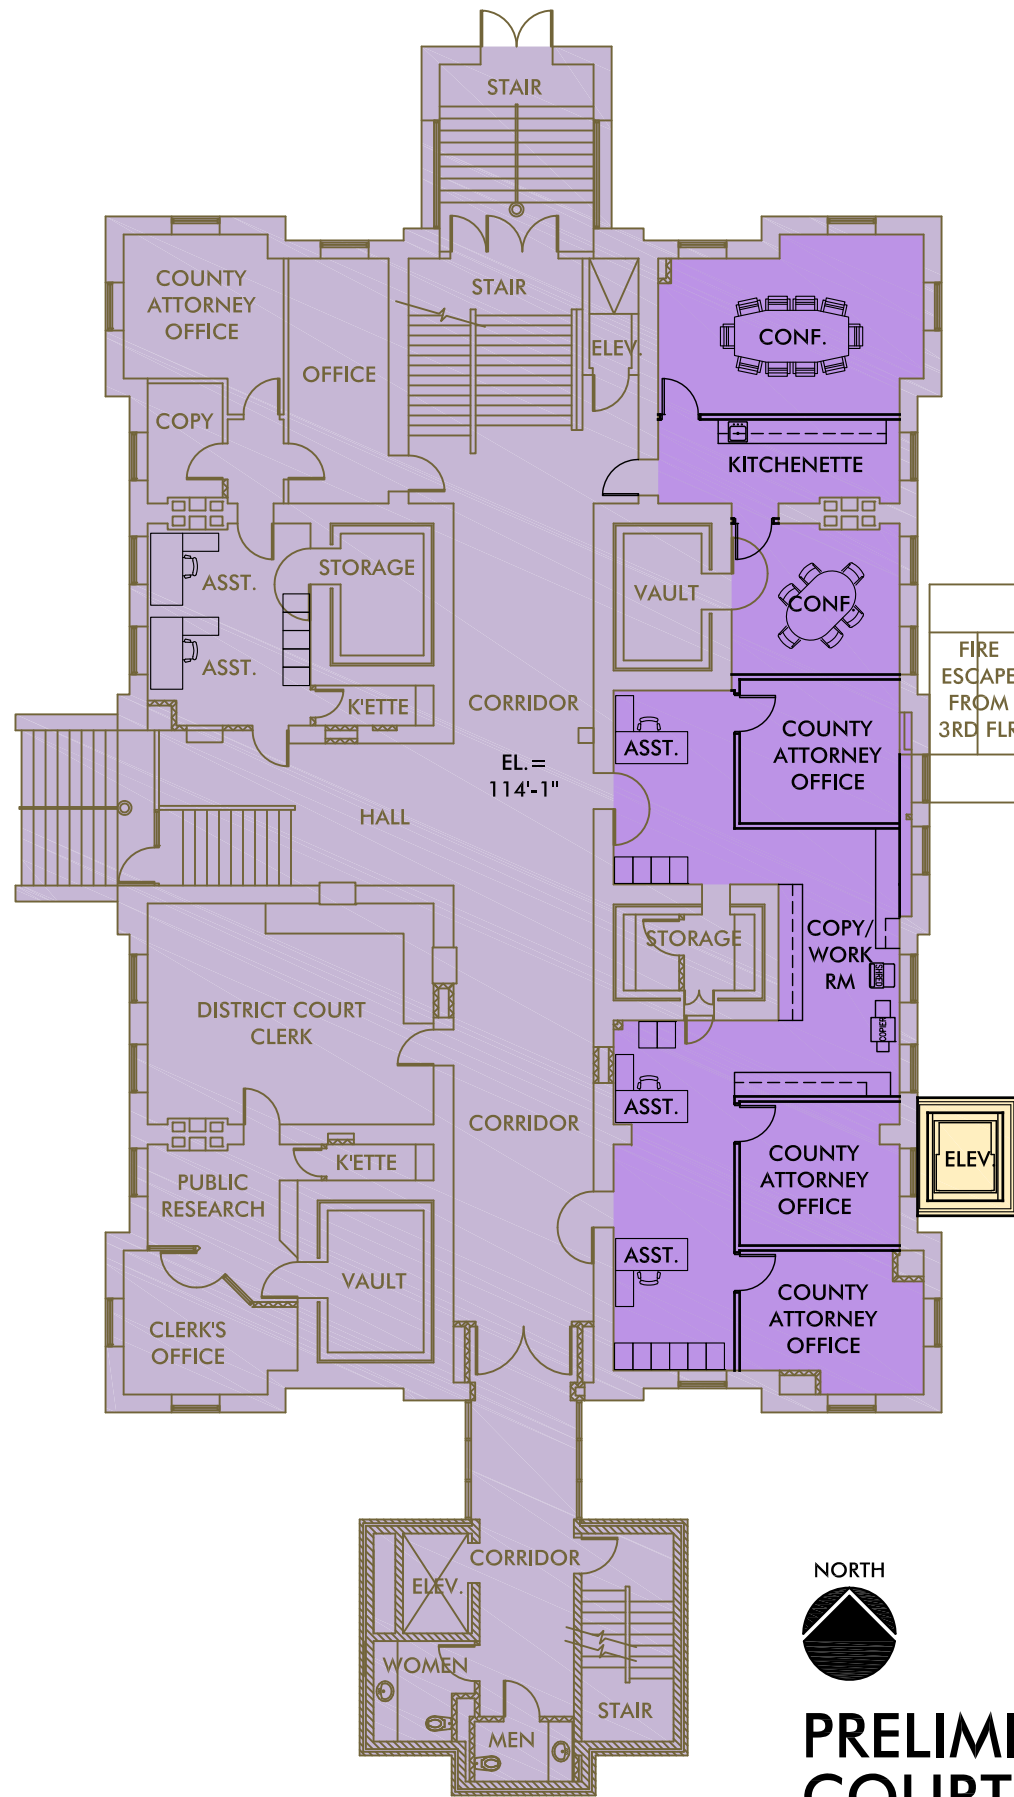 STAIR
STAIR
COUNTY
ATTORNEY
OFFICE
OFFICE
COPY
ELEV.
CONF.
KITCHENETTE
ASST.
STORAGE
ASST.
K'ETTE
VAULT
CONF.
FIRE
ESCAPE
FROM
3RD FLR
CORRIDOR
EL.=
114'-1"
ASST.
COUNTY
ATTORNEY
OFFICE
HALL
STORAGE
COPY/
WORK
RM
COPIER
DISTRICT COURT
CLERK
CORRIDOR
ASST.
COUNTY
ATTORNEY
OFFICE
ELEV.
K'ETTE
PUBLIC
RESEARCH
VAULT
ASST.
CLERK'S
OFFICE
COUNTY
ATTORNEY
OFFICE
CORRIDOR
ELEV.
WOMEN
MEN
STAIR
NORTH
PRELIM
COURT